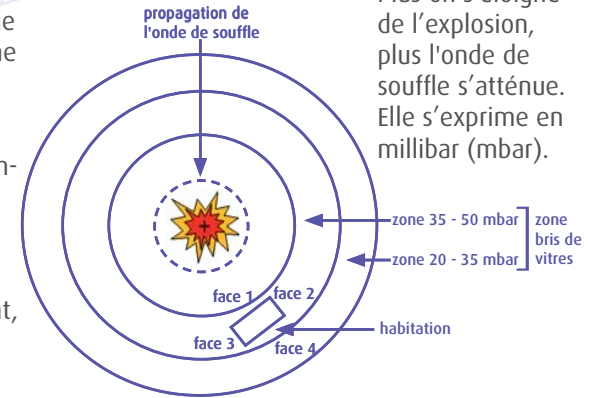 propagation de
l'onde de souffle
de l'explosion,
plus l'onde de
souffle s'atténue.
Elle s'exprime en
millibar (mbar).
zone 35 - 50 mbar
zone 20 - 35 mbar
zone
bris de
vitres
face 1
face 2
habitation
face 3
face 4